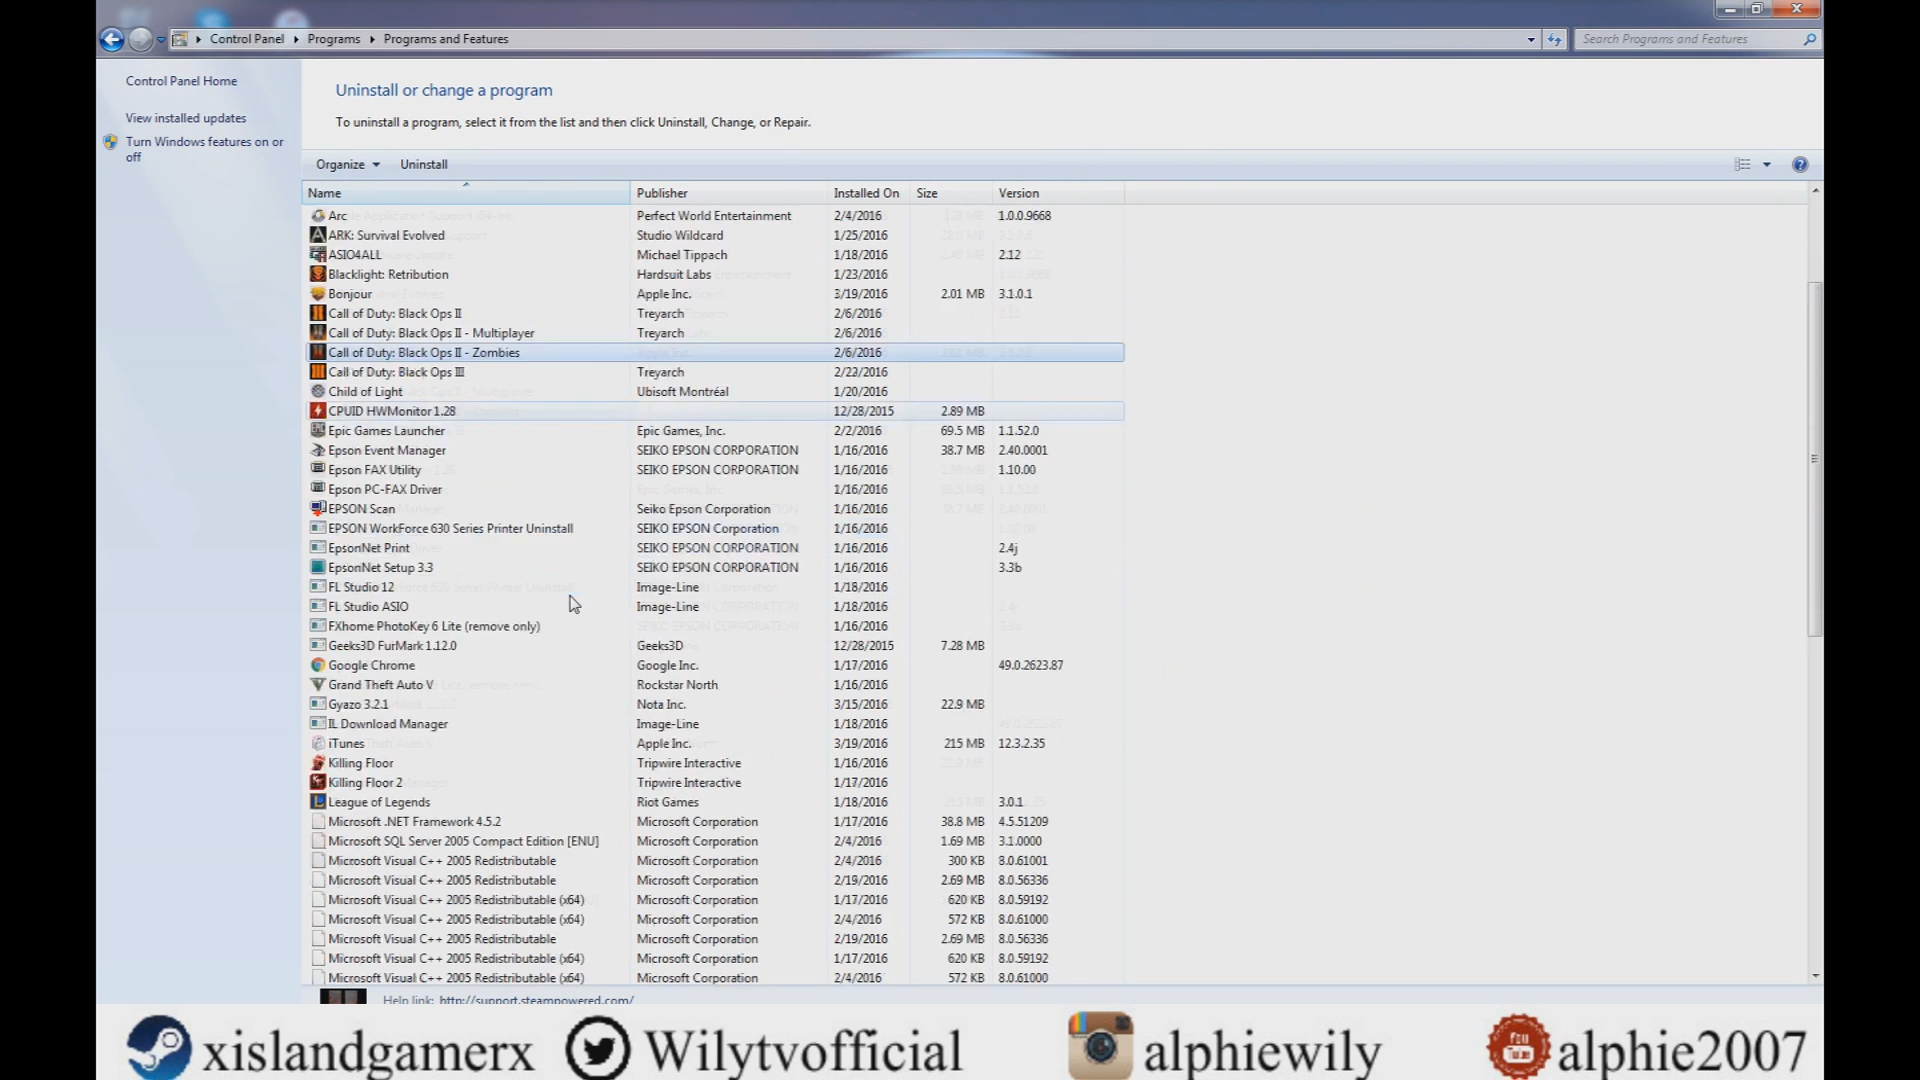 Control Panel Programs Programs and Features
Search Programs and Features
Control Panel Home
View installed updates
Turn Windows features on or
off
Uninstall or change a program
To uninstall a program, select it from the list and then click Uninstall, Change, or Repair.
Organize Uninstall
Name Publisher Installed On Size Version
Arc Perfect World Entertainment 2/4/2016 1.0.0.9668
ARK: Survival Evolved Studio Wildcard 1/25/2016
ASIO4ALL Michael Tippach 1/18/2016 2.12
Blacklight: Retribution Hardsuit Labs 1/23/2016
Bonjour Apple Inc. 3/19/2016 2.01 MB 3.1.0.1
Call of Duty: Black Ops II Treyarch 2/6/2016
Call of Duty: Black Ops II - Multiplayer Treyarch 2/6/2016
Call of Duty: Black Ops II - Zombies 2/6/2016
Call of Duty: Black Ops III Treyarch 2/23/2016
Child of Light Ubisoft Montréal 1/20/2016
CPUID HWMonitor 1.28 12/28/2015 2.89 MB
Epic Games Launcher Epic Games, Inc. 2/2/2016 69.5 MB 1.1.52.0
Epson Event Manager SEIKO EPSON CORPORATION 1/16/2016 38.7 MB 2.40.0001
Epson FAX Utility SEIKO EPSON CORPORATION 1/16/2016 1.10.00
Epson PC-FAX Driver 1/16/2016
EPSON Scan Seiko Epson Corporation 1/16/2016
EPSON WorkForce 630 Series Printer Uninstall SEIKO EPSON Corporation 1/16/2016
EpsonNet Print SEIKO EPSON CORPORATION 1/16/2016 2.4j
EpsonNet Setup 3.3 SEIKO EPSON CORPORATION 1/16/2016 3.3b
FL Studio 12 Image-Line 1/18/2016
FL Studio ASIO Image-Line 1/18/2016
FXhome PhotoKey 6 Lite (remove only) 1/16/2016
Geeks3D FurMark 1.12.0 Geeks3D 12/28/2015 7.28 MB
Google Chrome Google Inc. 1/17/2016 49.0.2623.87
Grand Theft Auto V Rockstar North 1/16/2016
Gyazo 3.2.1 Nota Inc. 3/15/2016 22.9 MB
IL Download Manager Image-Line 1/18/2016
iTunes Apple Inc. 3/19/2016 215 MB 12.3.2.35
Killing Floor Tripwire Interactive 1/16/2016
Killing Floor 2 Tripwire Interactive 1/17/2016
League of Legends Riot Games 1/18/2016 3.0.1
Microsoft .NET Framework 4.5.2 Microsoft Corporation 1/17/2016 38.8 MB 4.5.51209
Microsoft SQL Server 2005 Compact Edition [ENU] Microsoft Corporation 2/4/2016 1.69 MB 3.1.0000
Microsoft Visual C++ 2005 Redistributable Microsoft Corporation 2/4/2016 300 KB 8.0.61001
Microsoft Visual C++ 2005 Redistributable Microsoft Corporation 2/19/2016 2.69 MB 8.0.56336
Microsoft Visual C++ 2005 Redistributable (x64) Microsoft Corporation 1/17/2016 620 KB 8.0.59192
Microsoft Visual C++ 2005 Redistributable (x64) Microsoft Corporation 2/4/2016 572 KB 8.0.61000
Microsoft Visual C++ 2005 Redistributable Microsoft Corporation 2/19/2016 2.69 MB 8.0.56336
Microsoft Visual C++ 2005 Redistributable (x64) Microsoft Corporation 1/17/2016 620 KB 8.0.59192
Microsoft Visual C++ 2005 Redistributable (x64) Microsoft Corporation 2/4/2016 572 KB 8.0.61000
Help link: http://support.steampowered.com/
xislandgamerx Wilytvofficial alphiewily You Tube alphie2007